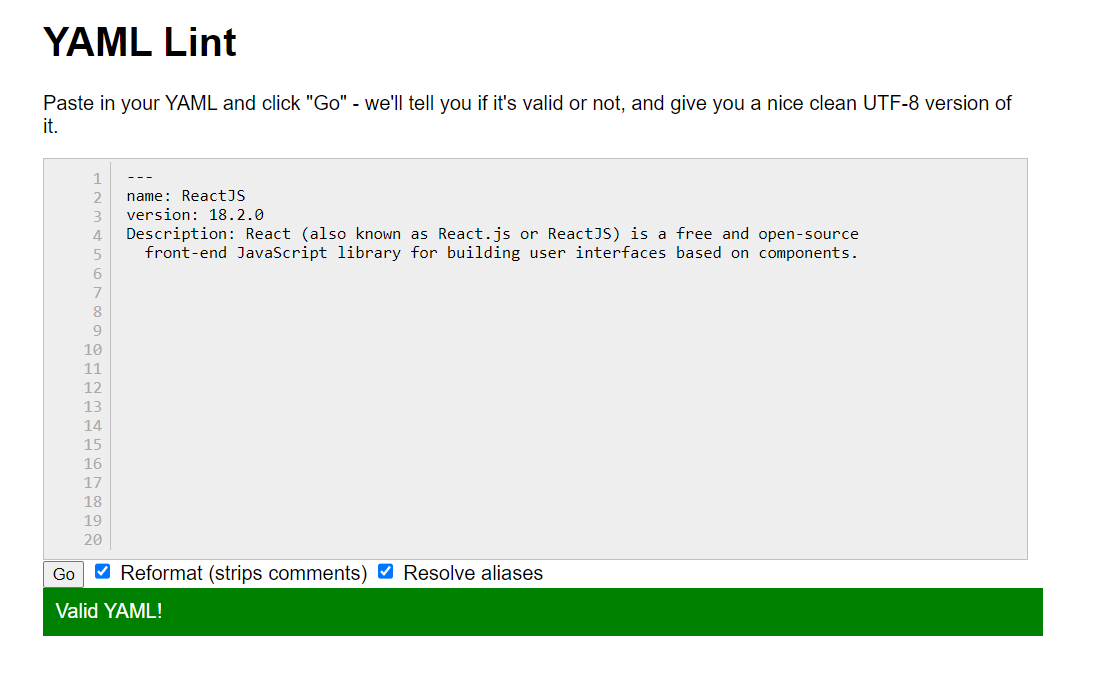 YAML Lint
Paste in your YAML and click "Go" - we'll tell you if it's valid or not, and give you a nice clean UTF-8 version of
it.
1 ---
2 name: ReactJS
3 version: 18.2.0
4 Description: React (also known as React.js or ReactJS) is a free and open-source
5   front-end JavaScript library for building user interfaces based on components.
6
7
8
9
10
11
12
13
14
15
16
17
18
19
20
Go Reformat (strips comments) Resolve aliases
Valid YAML!